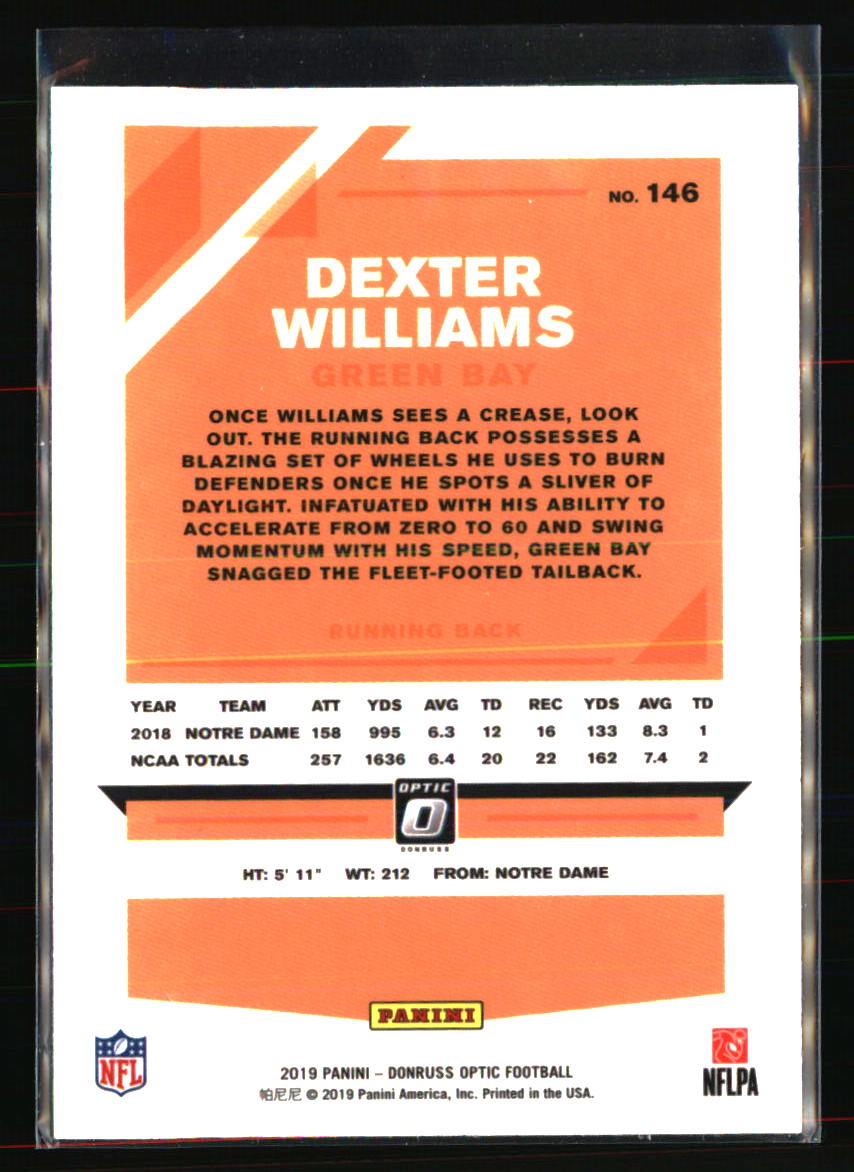 NO. 146
DEXTER
WILLIAMS
GREEN BAY
ONCE WILLIAMS SEES A CREASE, LOOK
OUT. THE RUNNING BACK POSSESSES A
BLAZING SET OF WHEELS HE USES TO BURN
DEFENDERS ONCE HE SPOTS A SLIVER OF
DAYLIGHT. INFATUATED WITH HIS ABILITY TO
ACCELERATE FROM ZERO TO 60 AND SWING
MOMENTUM WITH HIS SPEED, GREEN BAY
SNAGGED THE FLEET-FOOTED TAILBACK.
RUNNING BACK
YEAR TEAM ATT YDS AVG TD REC YDS AVG TD
2018 NOTRE DAME 158 995 6.3 12 16 133 8.3 1
NCAA TOTALS 257 1636 6.4 20 22 162 7.4 2
OPTIC
O
DONRUSS
HT: 5' 11" WT: 212 FROM: NOTRE DAME
PANINI
NFL
NFLPA
2019 PANINI – DONRUSS OPTIC FOOTBALL
帕尼尼 © 2019 Panini America, Inc. Printed in the USA.